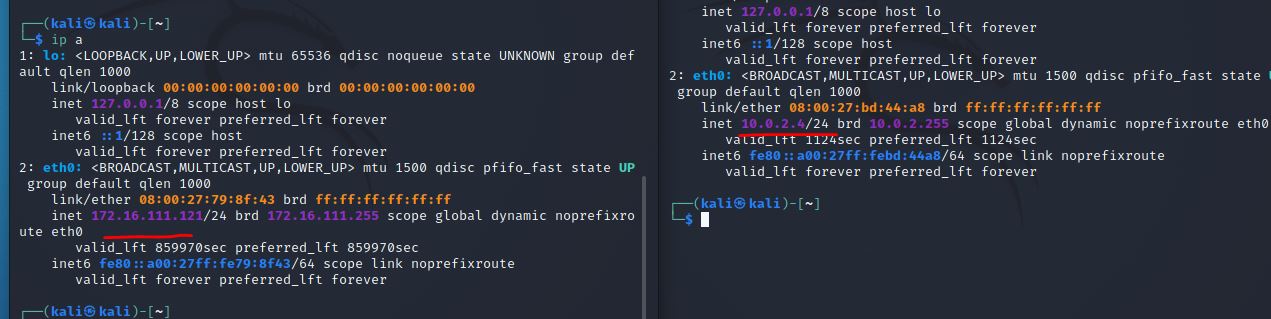 ┌──(kali㉿kali)-[~]
└─$ ip a
1: lo: <LOOPBACK,UP,LOWER_UP> mtu 65536 qdisc noqueue state UNKNOWN group def
ault qlen 1000
    link/loopback 00:00:00:00:00:00 brd 00:00:00:00:00:00
    inet 127.0.0.1/8 scope host lo
       valid_lft forever preferred_lft forever
    inet6 ::1/128 scope host
       valid_lft forever preferred_lft forever
2: eth0: <BROADCAST,MULTICAST,UP,LOWER_UP> mtu 1500 qdisc pfifo_fast state UP
 group default qlen 1000
    link/ether 08:00:27:79:8f:43 brd ff:ff:ff:ff:ff:ff
    inet 172.16.111.121/24 brd 172.16.111.255 scope global dynamic noprefixro
ute eth0
       valid_lft 859970sec preferred_lft 859970sec
    inet6 fe80::a00:27ff:fe79:8f43/64 scope link noprefixroute
       valid_lft forever preferred_lft forever
┌──(kali㉿kali)-[~]
    inet 127.0.0.1/8 scope host lo
       valid_lft forever preferred_lft forever
    inet6 ::1/128 scope host
       valid_lft forever preferred_lft forever
2: eth0: <BROADCAST,MULTICAST,UP,LOWER_UP> mtu 1500 qdisc pfifo_fast state U
 group default qlen 1000
    link/ether 08:00:27:bd:44:a8 brd ff:ff:ff:ff:ff:ff
    inet 10.0.2.4/24 brd 10.0.2.255 scope global dynamic noprefixroute eth0
       valid_lft 1124sec preferred_lft 1124sec
    inet6 fe80::a00:27ff:febd:44a8/64 scope link noprefixroute
       valid_lft forever preferred_lft forever
┌──(kali㉿kali)-[~]
└─$